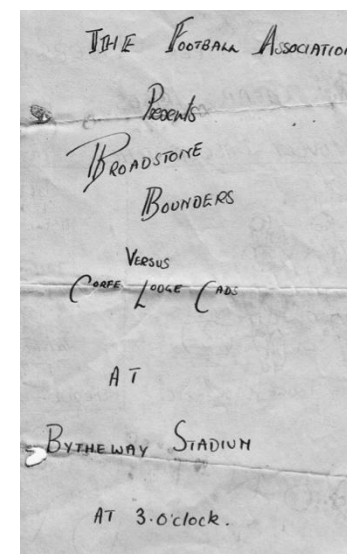 THE FOOTBALL ASSOCIATION
Presents
BROADSTONE
BOUNDERS
VERSUS
CORFE LODGE CADS
AT
BYTHEWAY STADIUM
AT 3.O'clock.